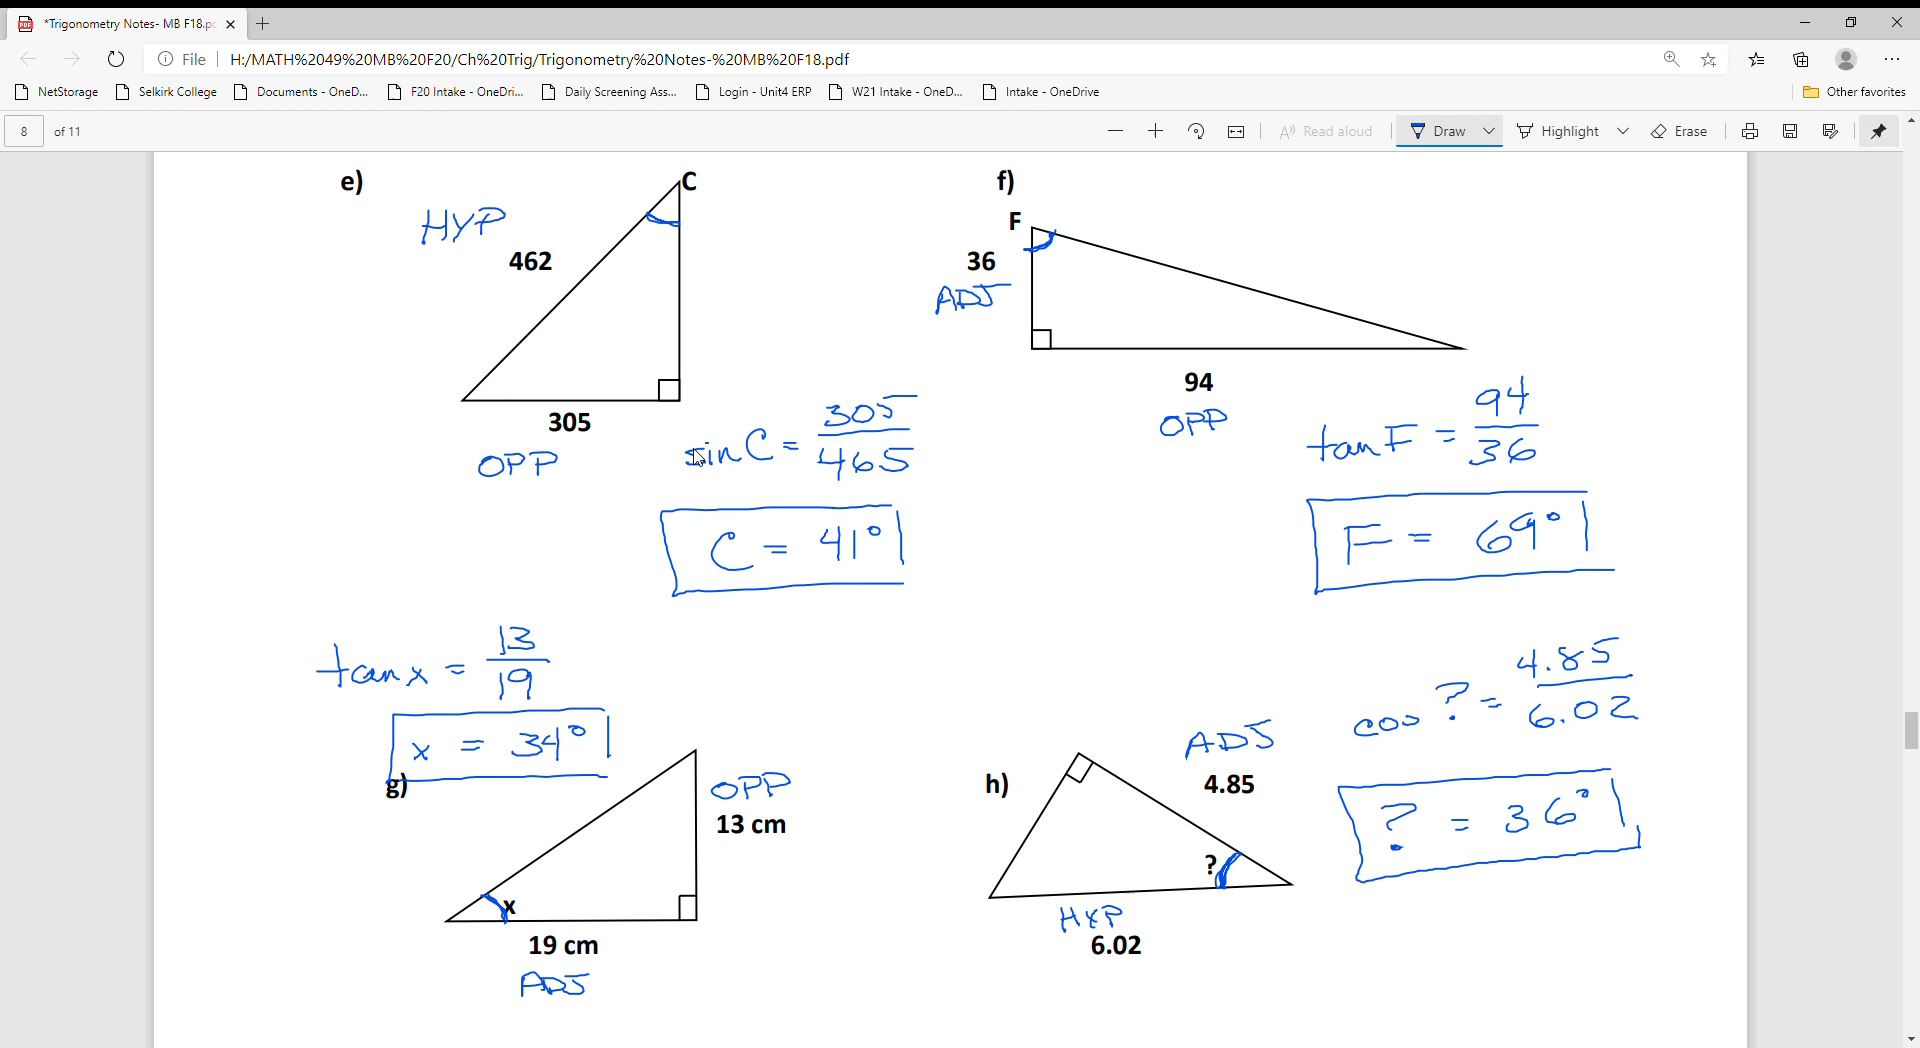 *Trigonometry Notes- MB F18.pd
File H:/MATH%2049%20MB%20F20/Ch%20Trig/Trigonometry%20Notes-%20MB%20F18.pdf
NetStorage Selkirk College Documents - OneD... F20 Intake - OneDri... Daily Screening Ass... Login - Unit4 ERP W21 Intake - OneD... Intake - OneDrive Other favorites
8 of 11 Read aloud Draw Highlight Erase
e) C
HYP
462
305
OPP
sin C = 305/465
C = 41°
f)
F
36
ADJ
94
OPP
tan F = 94/36
F = 69°
tan x = 13/19
x = 34°
g)
OPP
13 cm
x
19 cm
ADJ
cos ? = 4.85/6.02
? = 36°
h)
ADJ
4.85
?
HYP
6.02